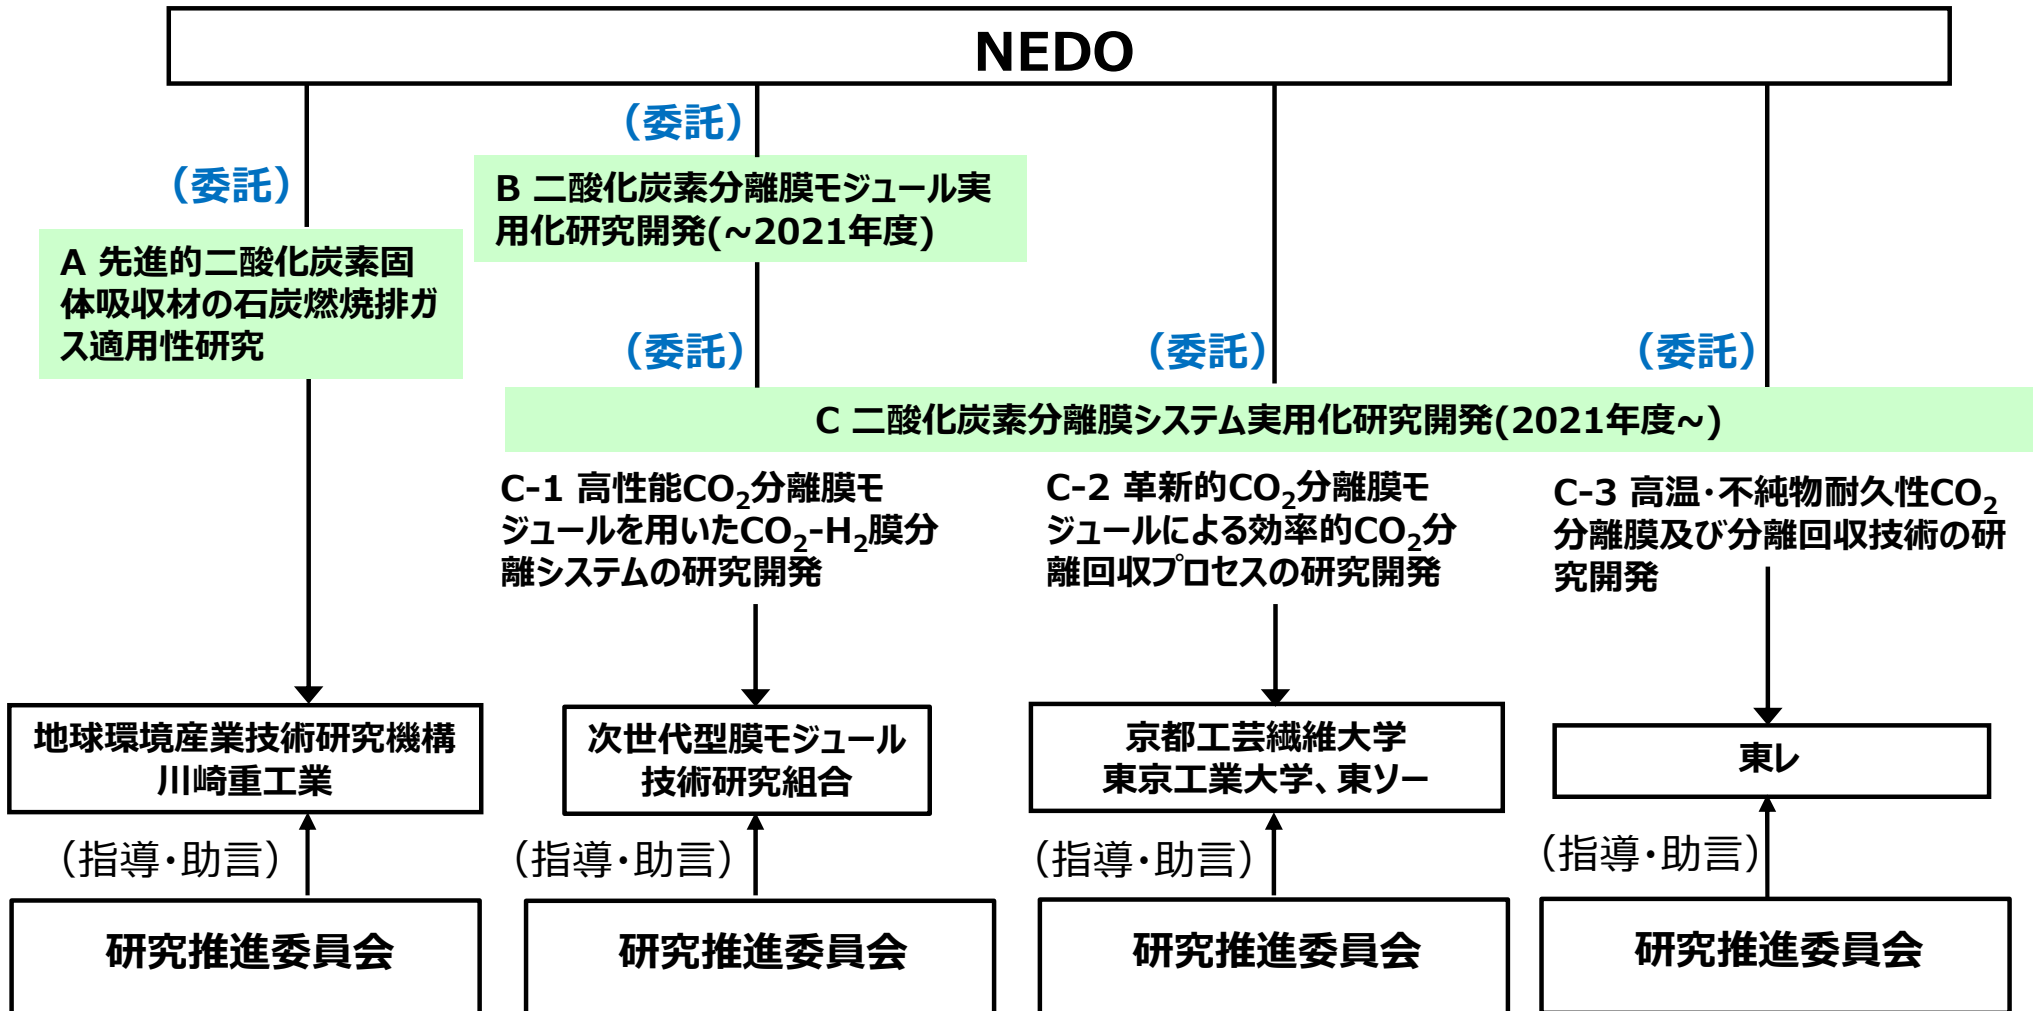 NEDO
（委託）
A 先進的二酸化炭素固
体吸収材の石炭燃焼排ガ
ス適用性研究
（委託）
B 二酸化炭素分離膜モジュール実
用化研究開発(~2021年度)
（委託）
（委託）
（委託）
C 二酸化炭素分離膜システム実用化研究開発(2021年度~)
C-1 高性能CO₂分離膜モ
ジュールを用いたCO₂-H₂膜分
離システムの研究開発
C-2 革新的CO₂分離膜モ
ジュールによる効率的CO₂分
離回収プロセスの研究開発
C-3 高温・不純物耐久性CO₂
分離膜及び分離回収技術の研
究開発
地球環境産業技術研究機構
川崎重工業
次世代型膜モジュール
技術研究組合
京都工芸繊維大学
東京工業大学、東ソー
東レ
（指導・助言）
（指導・助言）
（指導・助言）
（指導・助言）
研究推進委員会
研究推進委員会
研究推進委員会
研究推進委員会